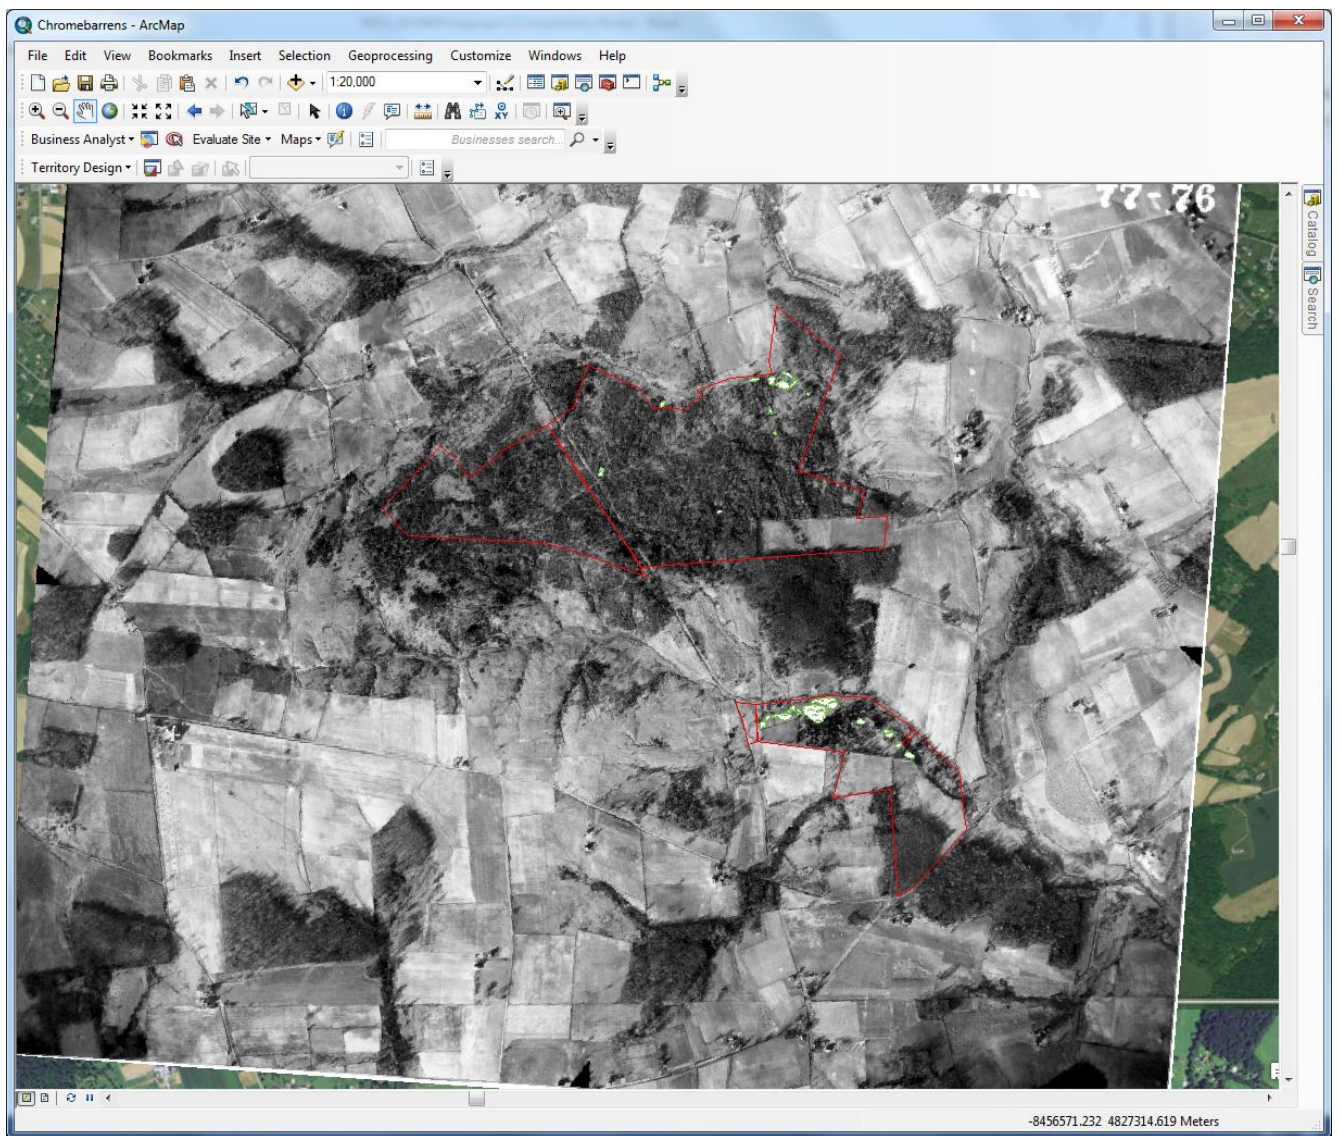 Chromebarrens - ArcMap
File Edit View Bookmarks Insert Selection Geoprocessing Customize Windows Help
1:20,000
Business Analyst Evaluate Site Maps Businesses search...
Territory Design
77-76
Catalog
Search
-8456571.232 4827314.619 Meters